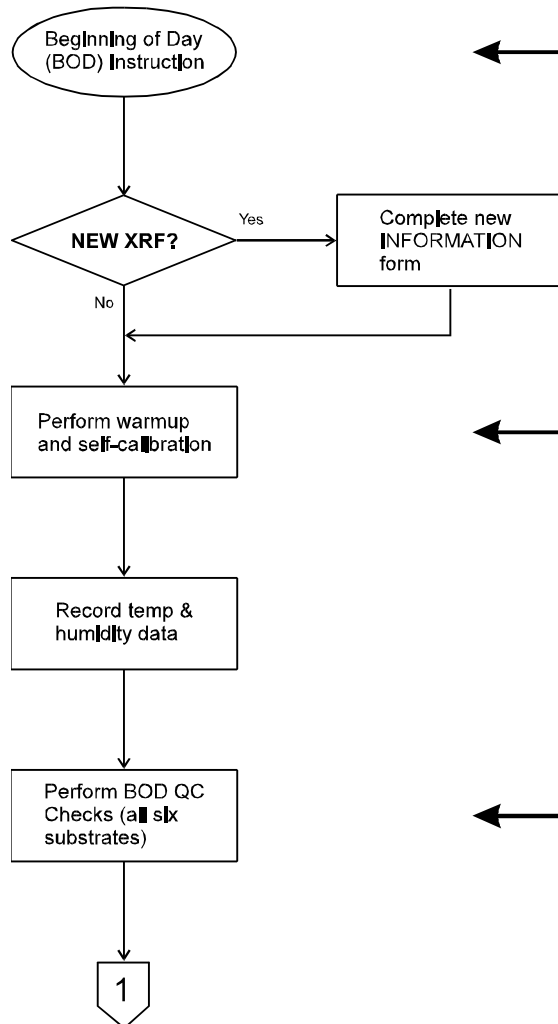 Beginning of Day
(BOD) Instruction
NEW XRF?
Yes
Complete new
INFORMATION
form
No
Perform warmup
and self-calibration
Record temp &
humidity data
Perform BOD QC
Checks (all six
substrates)
1